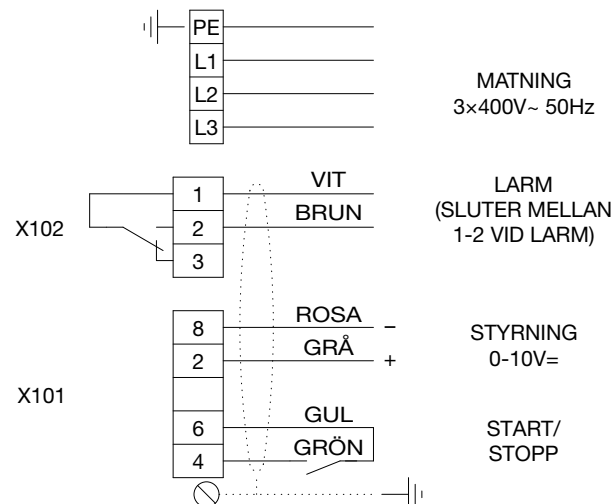 PE
L1
L2
L3
MATNING
3×400V~ 50Hz
X102
1
2
3
VIT
BRUN
LARM
(SLUTER MELLAN
1-2 VID LARM)
X101
8
2
6
4
ROSA −
GRÅ +
GUL
GRÖN
STYRNING
0-10V=
START/
STOPP